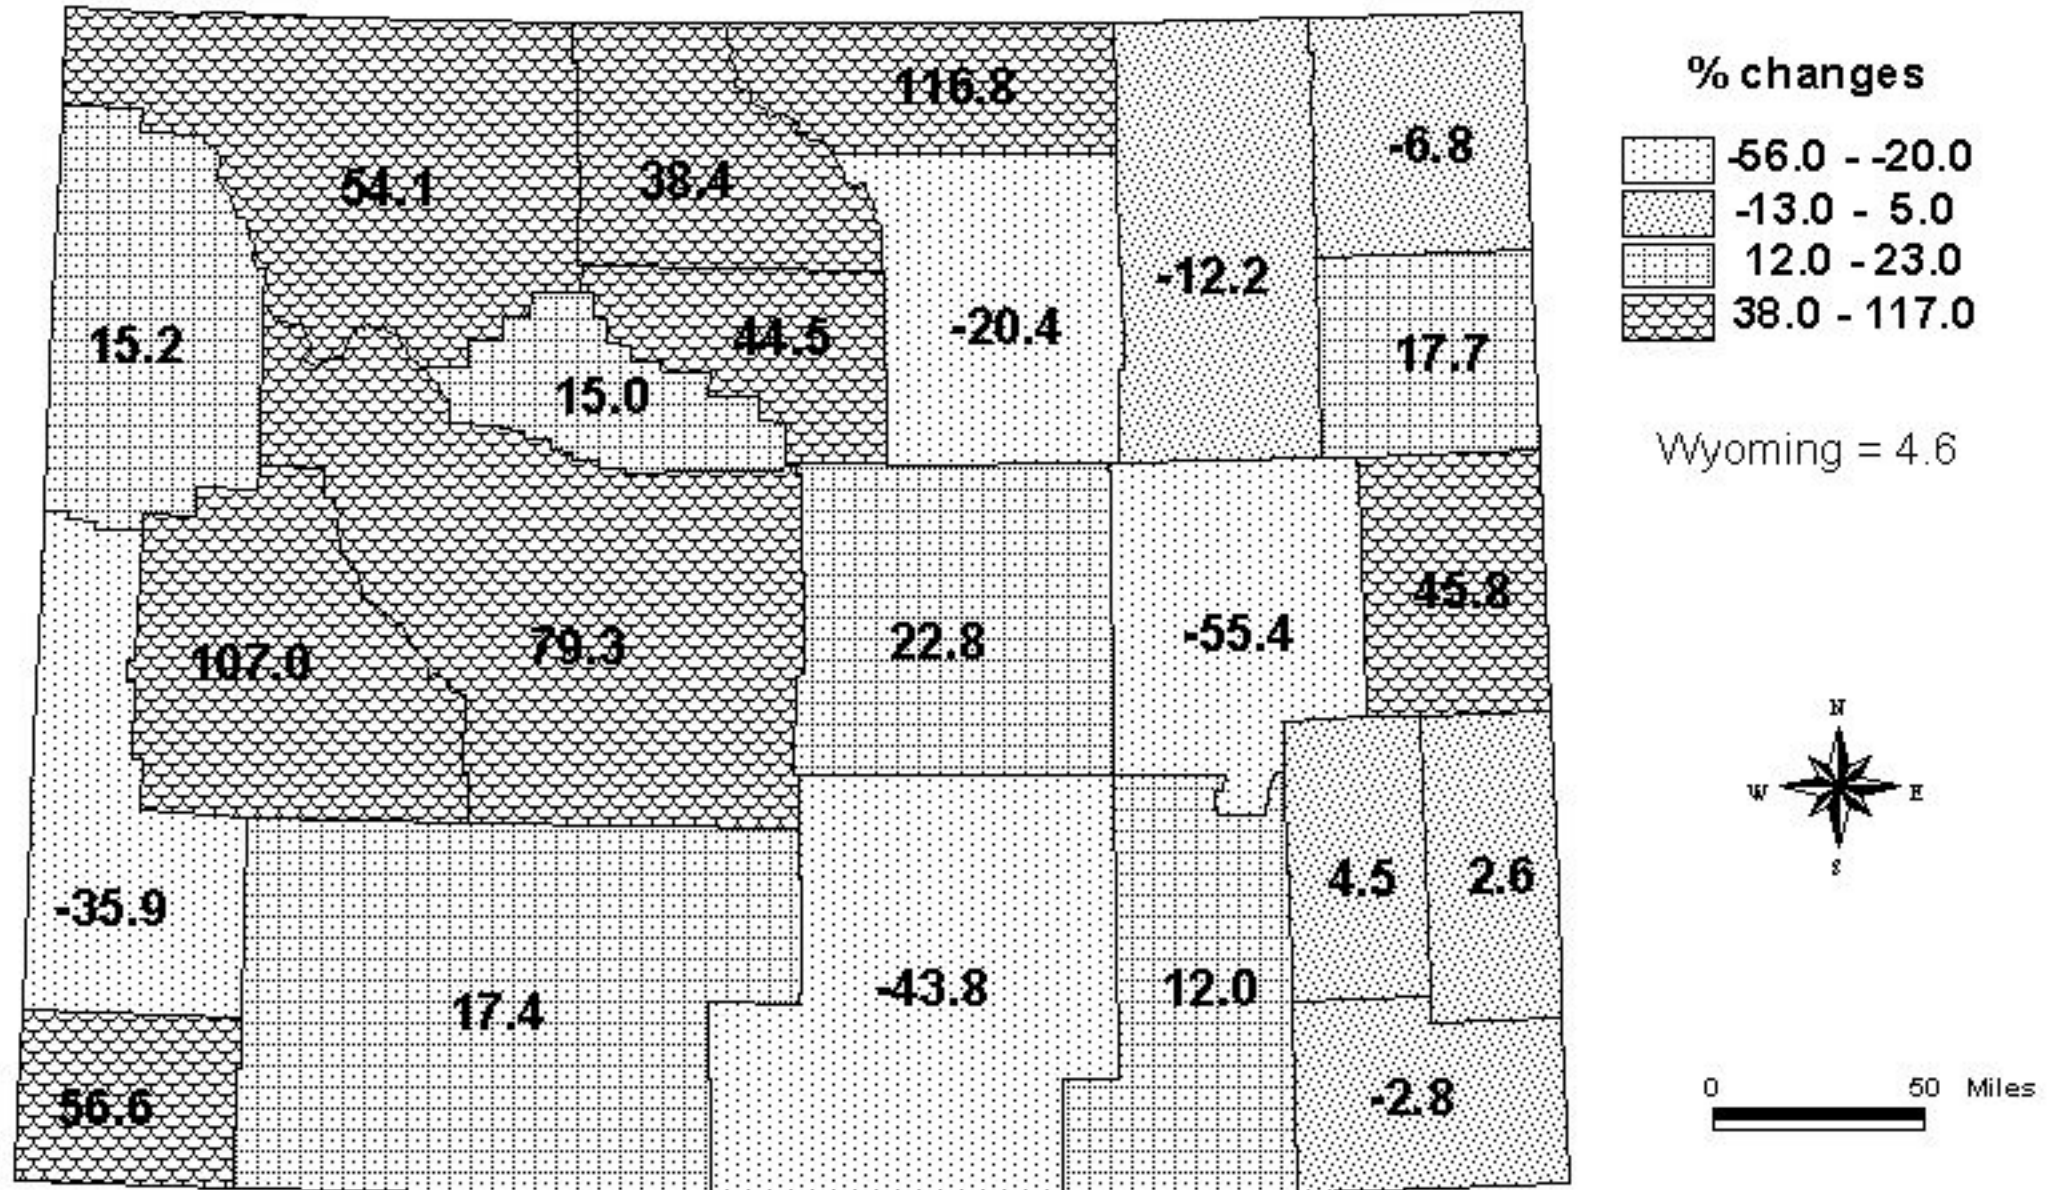 % changes
-56.0 - -20.0
-13.0 - 5.0
12.0 - 23.0
38.0 - 117.0
Wyoming = 4.6
116.8
-6.8
54.1
38.4
-12.2
-20.4
15.2
44.5
17.7
15.0
45.8
107.0
79.3
22.8
-55.4
4.5
2.6
-35.9
17.4
-43.8
12.0
56.6
-2.8
N
W E
S
0 50 Miles